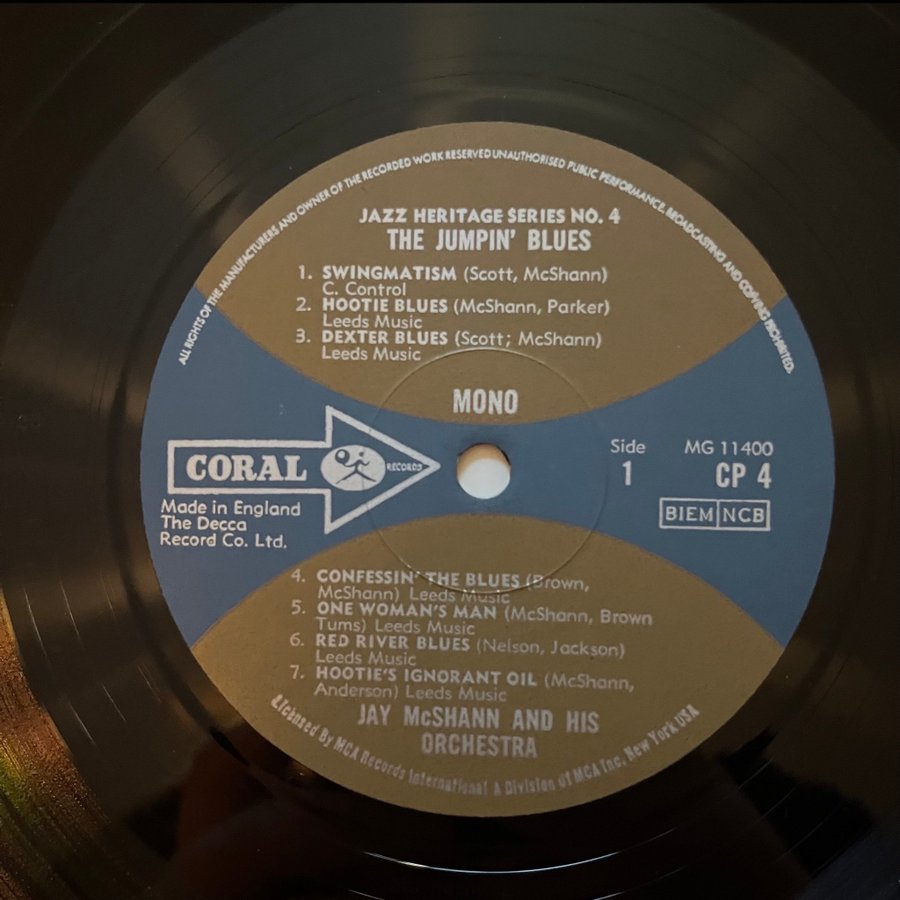 ALL RIGHTS OF THE MANUFACTURERS AND OWNER OF THE RECORDED WORK RESERVED UNAUTHORISED PUBLIC PERFORMANCE, BROADCASTING AND COPYING PROHIBITED.
JAZZ HERITAGE SERIES NO. 4
THE JUMPIN' BLUES
1. SWINGMATISM (Scott, McShann)
C. Control
2. HOOTIE BLUES (McShann, Parker)
Leeds Music
3. DEXTER BLUES (Scott; McShann)
Leeds Music
MONO
CORAL RECORDS
Made in England
The Decca
Record Co. Ltd.
Side MG 11400
1 CP 4
BIEM NCB
4. CONFESSIN' THE BLUES (Brown,
McShann) Leeds Music
5. ONE WOMAN'S MAN (McShann, Brown
Tums) Leeds Music
6. RED RIVER BLUES (Nelson, Jackson)
Leeds Music
7. HOOTIE'S IGNORANT OIL (McShann,
Anderson) Leeds Music
JAY McSHANN AND HIS
ORCHESTRA
Licensed By MCA Records International A Division of MCA Inc. New York USA